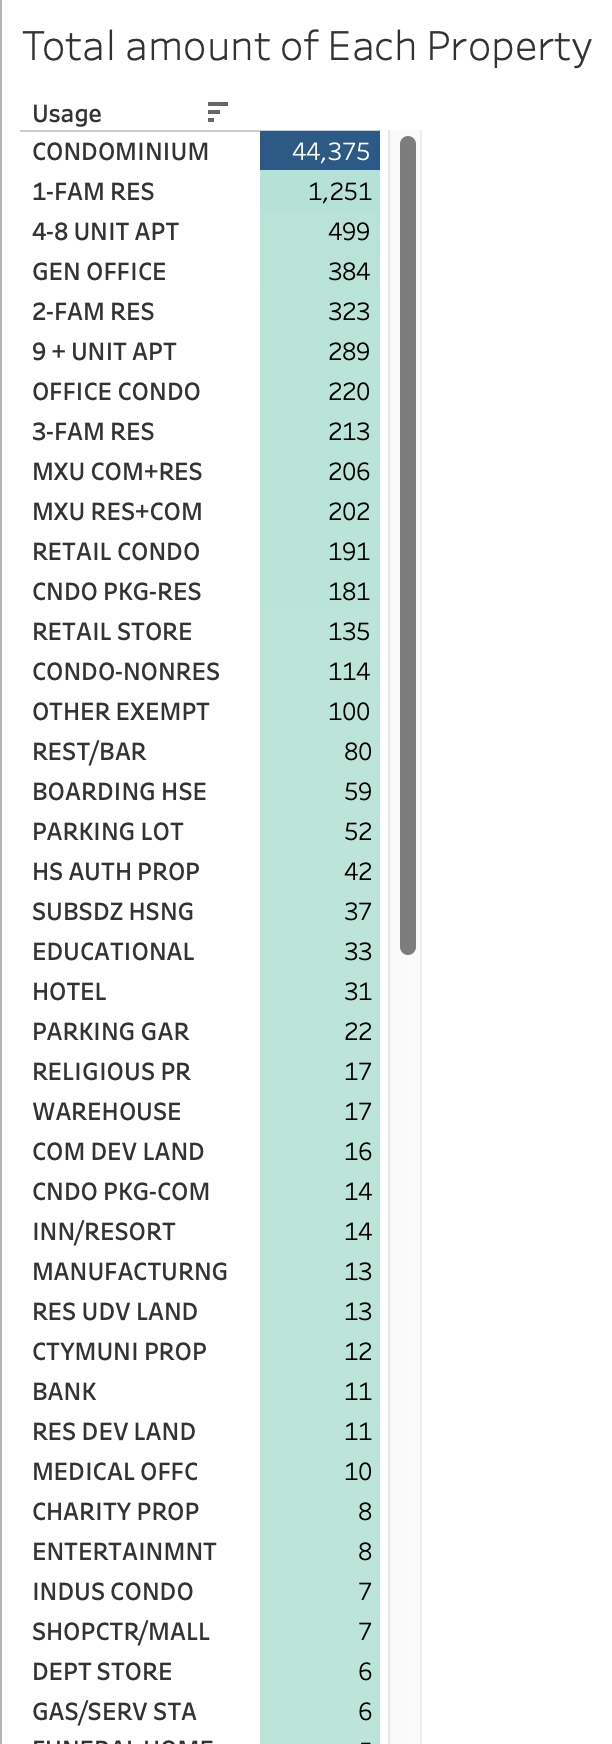 Total amount of Each Property
Usage
CONDOMINIUM 44,375
1-FAM RES 1,251
4-8 UNIT APT 499
GEN OFFICE 384
2-FAM RES 323
9 + UNIT APT 289
OFFICE CONDO 220
3-FAM RES 213
MXU COM+RES 206
MXU RES+COM 202
RETAIL CONDO 191
CNDO PKG-RES 181
RETAIL STORE 135
CONDO-NONRES 114
OTHER EXEMPT 100
REST/BAR 80
BOARDING HSE 59
PARKING LOT 52
HS AUTH PROP 42
SUBSDZ HSNG 37
EDUCATIONAL 33
HOTEL 31
PARKING GAR 22
RELIGIOUS PR 17
WAREHOUSE 17
COM DEV LAND 16
CNDO PKG-COM 14
INN/RESORT 14
MANUFACTURNG 13
RES UDV LAND 13
CTYMUNI PROP 12
BANK 11
RES DEV LAND 11
MEDICAL OFFC 10
CHARITY PROP 8
ENTERTAINMNT 8
INDUS CONDO 7
SHOPCTR/MALL 7
DEPT STORE 6
GAS/SERV STA 6
FUNERAL HOME